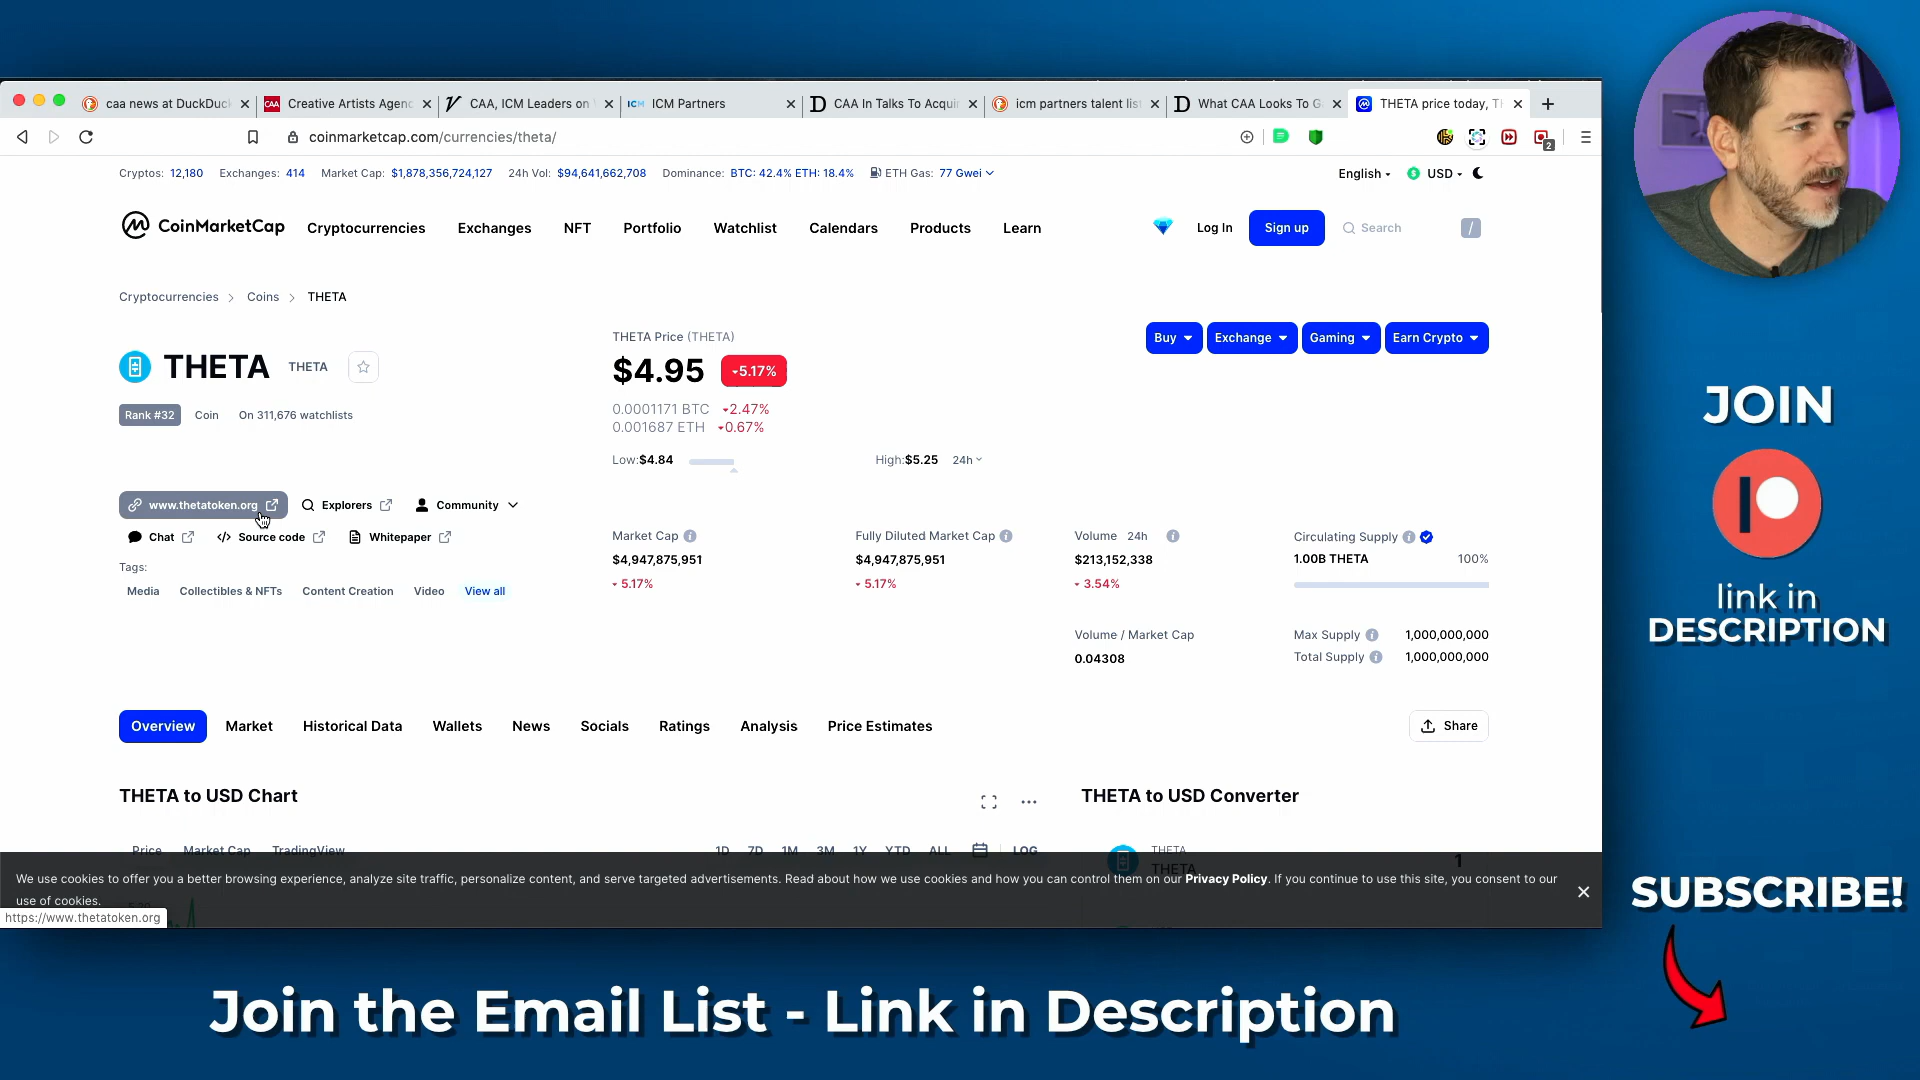 caa news at DuckDuc
CAA Creative Artists Agenc
CAA, ICM Leaders on
ICM ICM Partners
CAA In Talks To Acqui
icm partners talent list
What CAA Looks To G
THETA price today, T
coinmarketcap.com/currencies/theta/
2
Cryptos: 12,180 Exchanges: 414 Market Cap: $1,878,356,724,127 24h Vol: $94,641,662,708 Dominance: BTC: 42.4% ETH: 18.4% ETH Gas: 77 Gwei
English USD
CoinMarketCap Cryptocurrencies Exchanges NFT Portfolio Watchlist Calendars Products Learn
Log In Sign up Search /
Cryptocurrencies > Coins > THETA
THETA THETA
Rank #32 Coin On 311,676 watchlists
THETA Price (THETA)
$4.95 5.17%
0.0001171 BTC 2.47%
0.001687 ETH 0.67%
Low:$4.84 High:$5.25 24h
Buy Exchange Gaming Earn Crypto
www.thetatoken.org Explorers Community
Chat Source code Whitepaper
Tags:
Media Collectibles & NFTs Content Creation Video View all
Market Cap
$4,947,875,951
5.17%
Fully Diluted Market Cap
$4,947,875,951
5.17%
Volume 24h
$213,152,338
3.54%
Volume / Market Cap
0.04308
Circulating Supply
1.00B THETA 100%
Max Supply 1,000,000,000
Total Supply 1,000,000,000
Overview Market Historical Data Wallets News Socials Ratings Analysis Price Estimates
Share
THETA to USD Chart
Price Market Cap TradingView 1D 7D 1M 3M 1Y YTD ALL LOG
THETA to USD Converter
THETA
THETA 1
We use cookies to offer you a better browsing experience, analyze site traffic, personalize content, and serve targeted advertisements. Read about how we use cookies and how you can control them on our Privacy Policy. If you continue to use this site, you consent to our
use of cookies.
https://www.thetatoken.org
JOIN
link in
DESCRIPTION
SUBSCRIBE!
Join the Email List - Link in Description